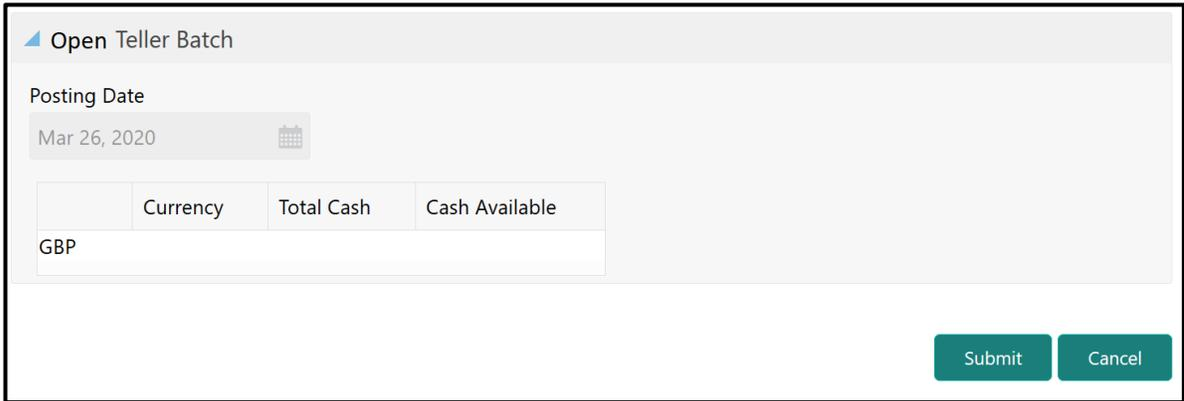 Open Teller Batch
Posting Date
Mar 26, 2020
Currency Total Cash Cash Available
GBP
Submit Cancel